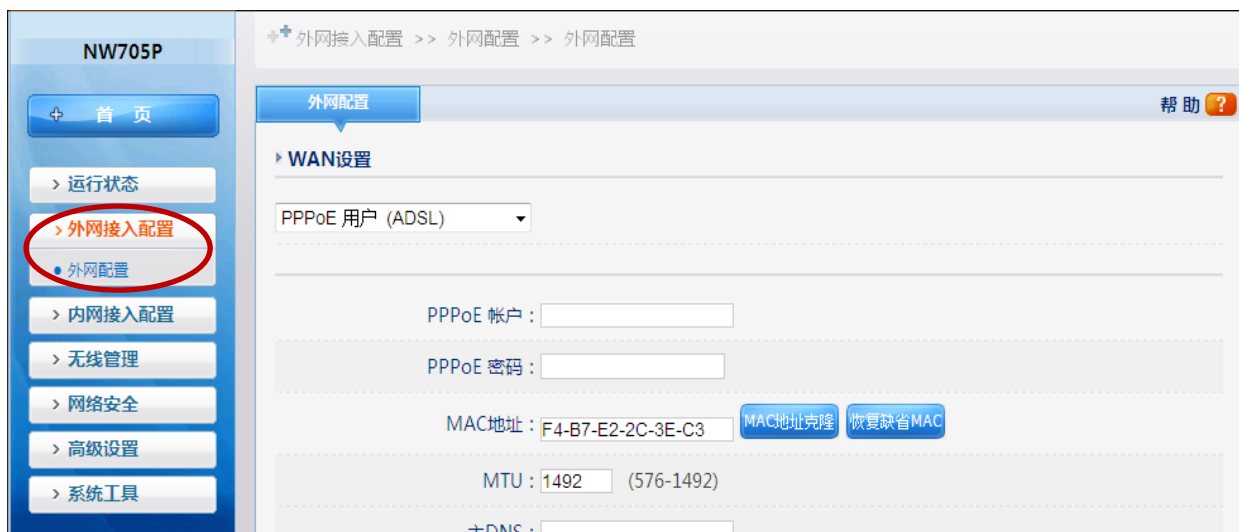 NW705P
外网接入配置 >> 外网配置 >> 外网配置
首 页
外网配置
帮助 ?
WAN设置
> 运行状态
PPPoE 用户 (ADSL)
> 外网接入配置
外网配置
> 内网接入配置
PPPoE 帐户：
> 无线管理
PPPoE 密码：
> 网络安全
MAC地址： F4-B7-E2-2C-3E-C3 MAC地址克隆 恢复缺省MAC
> 高级设置
MTU： 1492 (576-1492)
> 系统工具
主DNS：